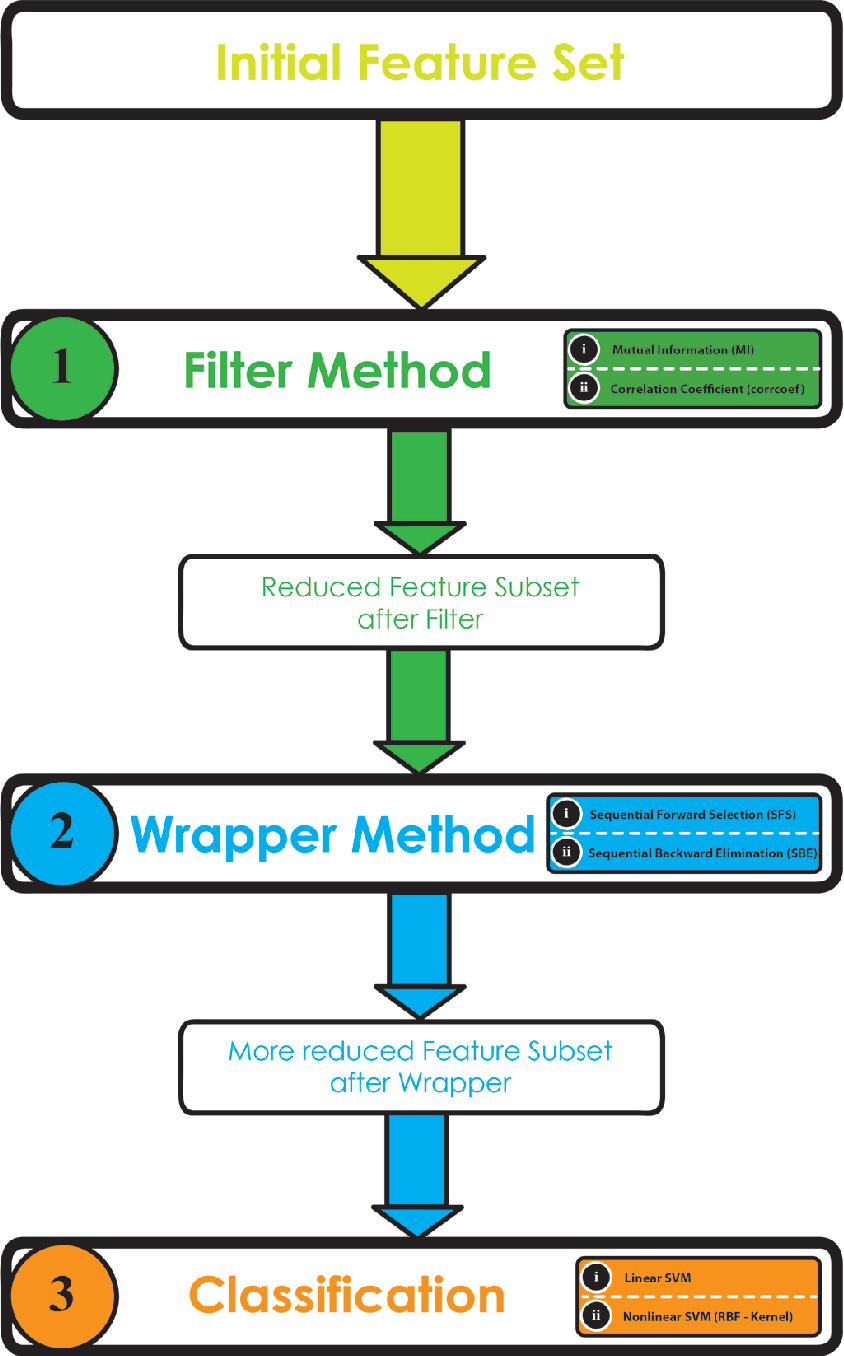 Initial Feature Set
1
Filter Method
i
Mutual Information (MI)
ii
Correlation Coefficient (corrcoef)
Reduced Feature Subset
after Filter
2
Wrapper Method
i
Sequential Forward Selection (SFS)
ii
Sequential Backward Elimination (SBE)
More reduced Feature Subset
after Wrapper
3
Classification
i
Linear SVM
ii
Nonlinear SVM (RBF - Kernel)